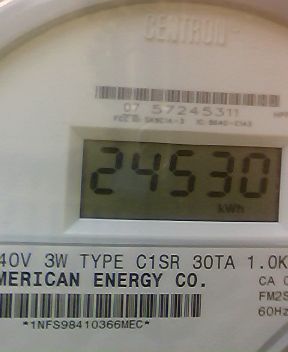 CENTRON
07 57245311
24530
kWh
40V 3W TYPE C1SR 30TA 1.0K
MERICAN ENERGY CO.
CA
FM2S
60Hz
*1NFS98410366MEC*